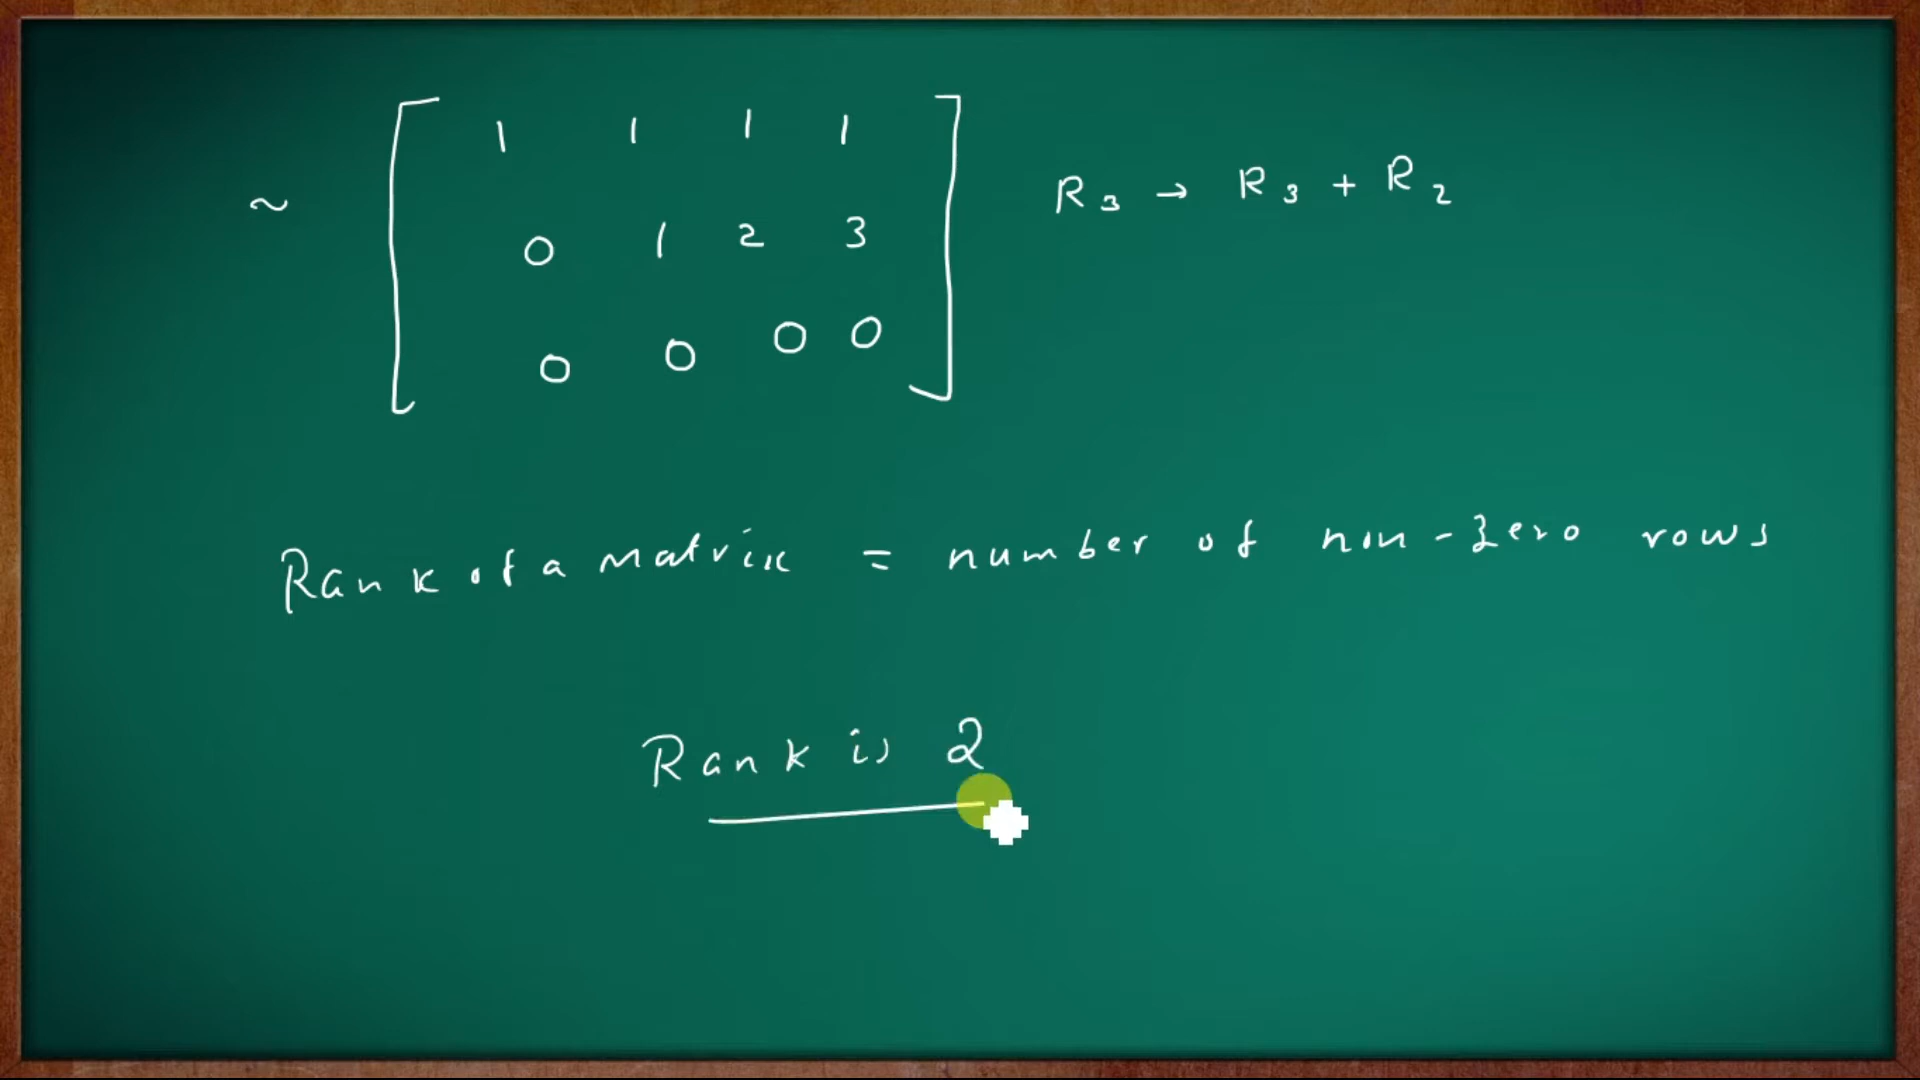 ~ [ 1 1 1 1
0 1 2 3
0 0 0 0 ] R₃ → R₃ + R₂
Rank of a matrix = number of non-zero rows
Rank is 2